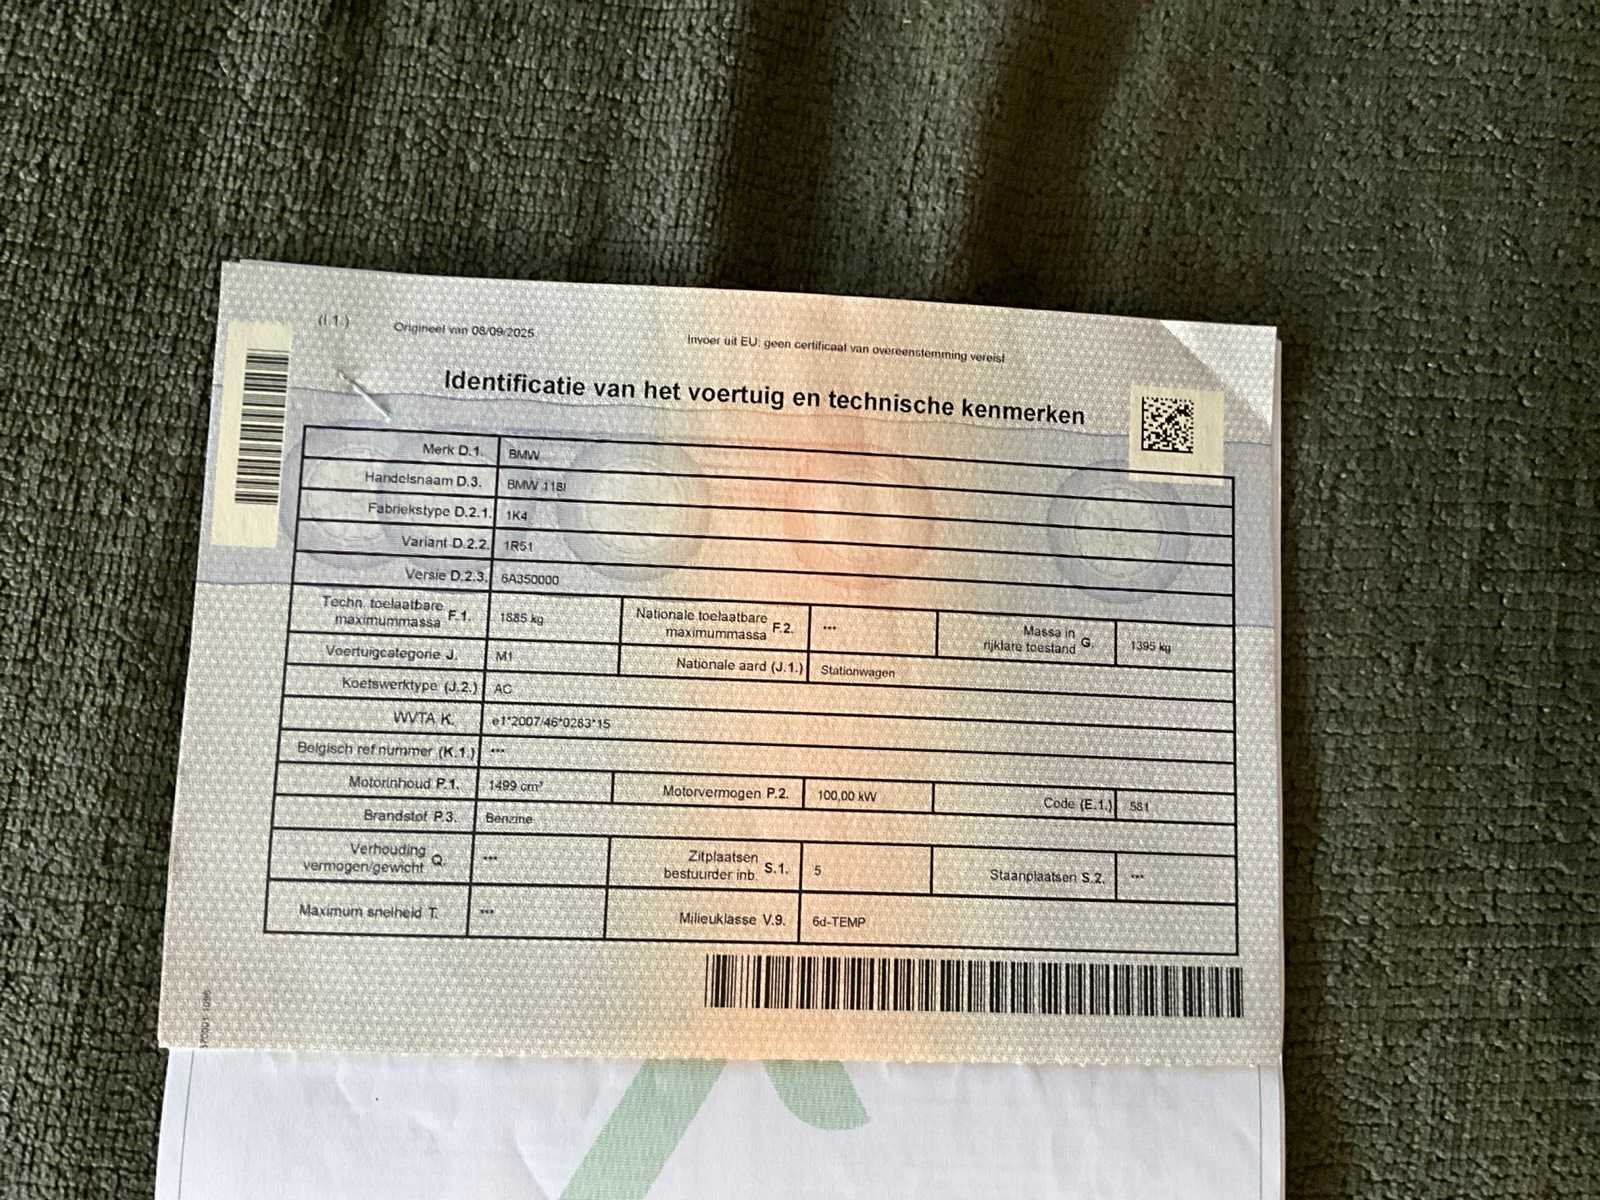 (I.1.)
Origineel van 08/09/2025
Invoer uit EU: geen certificaat van overeenstemming vereist
Identificatie van het voertuig en technische kenmerken
Merk D.1. BMW
Handelsnaam D.3. BMW 118I
Fabriekstype D.2.1. 1K4
Variant D.2.2. 1R51
Versie D.2.3. 6A350000
Techn. toelaatbare maximummassa F.1. 1885 kg Nationale toelaatbare maximummassa F.2. *** Massa in rijklare toestand G. 1395 kg
Voertuigcategorie J. M1 Nationale aard (J.1.) Stationwagen
Koetswerktype (J.2.) AC
WVTA K. e1*2007/46*0283*15
Belgisch ref nummer (K.1.) ***
Motorinhoud P.1. 1499 cm³ Motorvermogen P.2. 100,00 kW Code (E.1.) 581
Brandstof P.3. Benzine
Verhouding vermogen/gewicht Q. *** Zitplaatsen bestuurder inb. S.1. 5 Staanplaatsen S.2. ***
Maximum snelheid T. *** Milieuklasse V.9. 6d-TEMP